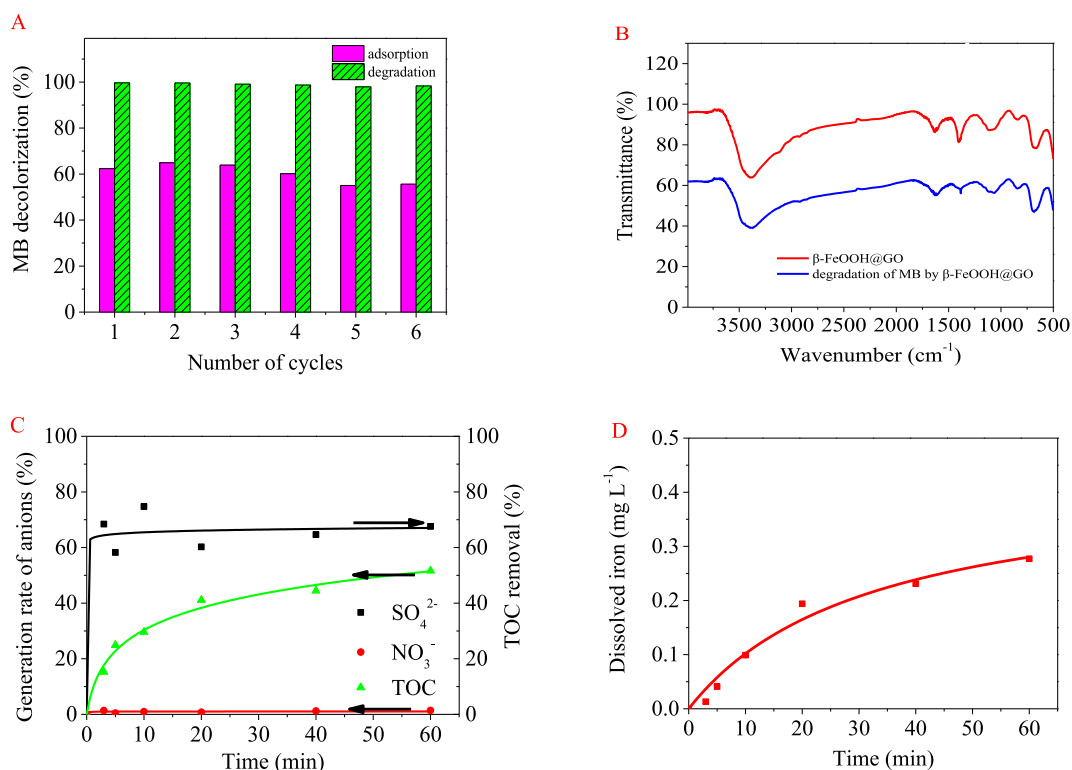 A
MB decolorization (%)
100
80
60
40
20
0
adsorption
degradation
1 2 3 4 5 6
Number of cycles
B
Transmittance (%)
120
100
80
60
40
20
0
β-FeOOH@GO
degradation of MB by β-FeOOH@GO
3500 3000 2500 2000 1500 1000 500
Wavenumber (cm⁻¹)
C
Generation rate of anions (%)
100
80
60
40
20
0
SO₄²⁻
NO₃⁻
TOC
100
80
60
40
20
0
TOC removal (%)
0 10 20 30 40 50 60
Time (min)
D
Dissolved iron (mg L⁻¹)
0.5
0.4
0.3
0.2
0.1
0.0
0 20 40 60
Time (min)